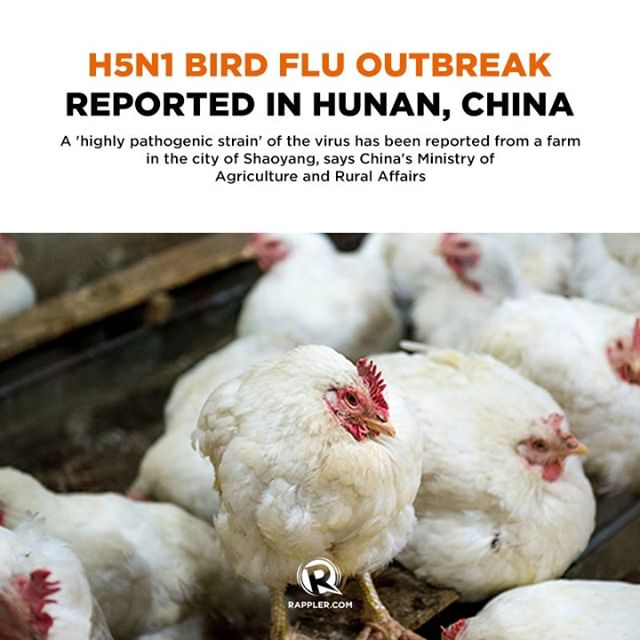 H5N1 BIRD FLU OUTBREAK
REPORTED IN HUNAN, CHINA
A 'highly pathogenic strain' of the virus has been reported from a farm
in the city of Shaoyang, says China's Ministry of
Agriculture and Rural Affairs
R
RAPPLER.COM